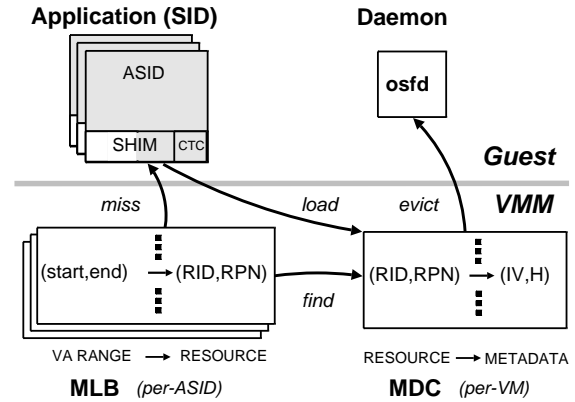 Application (SID)
Daemon
ASID
osfd
SHIM
CTC
Guest
VMM
miss
load
evict
(start,end)
(RID,RPN)
find
(RID,RPN)
(IV,H)
VA RANGE
RESOURCE
RESOURCE
METADATA
MLB (per-ASID)
MDC (per-VM)